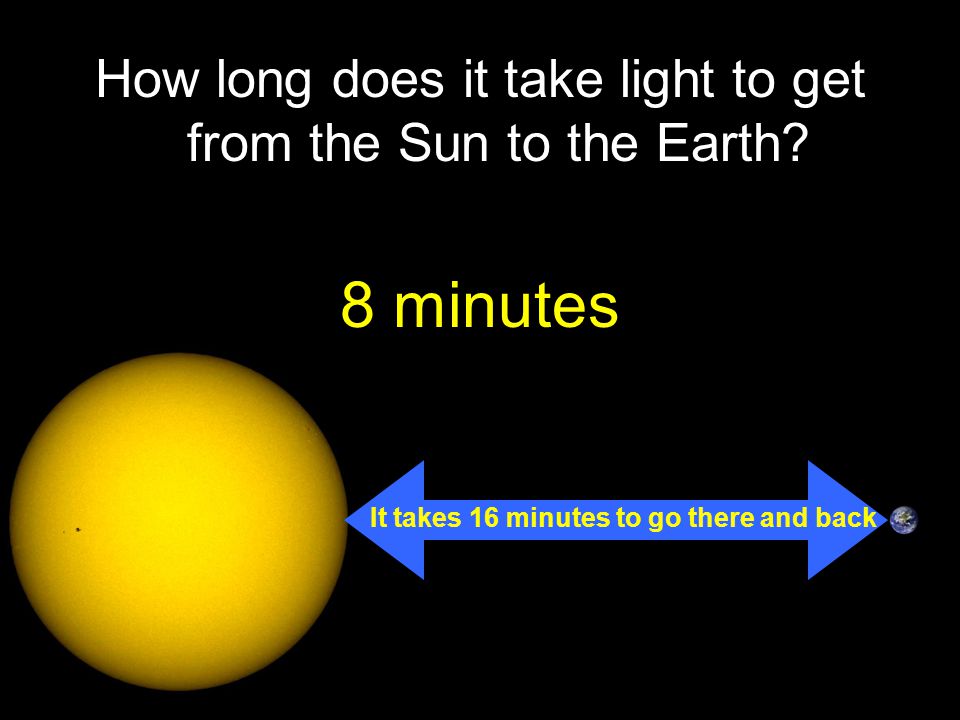 How long does it take light to get
from the Sun to the Earth?
8 minutes
It takes 16 minutes to go there and back